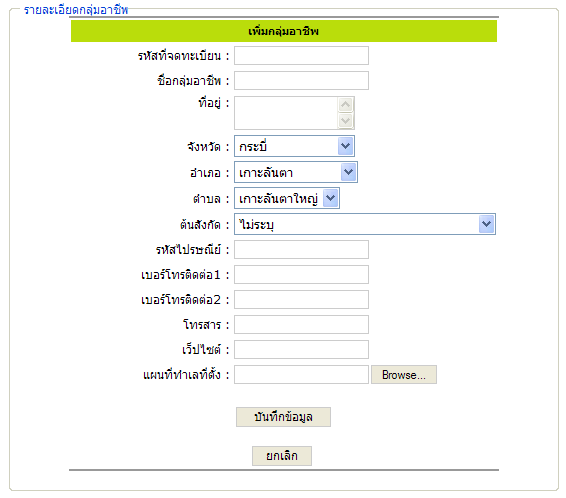 รายละเอียดกลุ่มอาชีพ
เพิ่มกลุ่มอาชีพ
รหัสที่จดทะเบียน :
ชื่อกลุ่มอาชีพ :
ที่อยู่ :
จังหวัด : กระบี่
อำเภอ : เกาะลันตา
ตำบล : เกาะลันตาใหญ่
ต้นสังกัด : ไม่ระบุ
รหัสไปรษณีย์ :
เบอร์โทรติดต่อ1 :
เบอร์โทรติดต่อ2 :
โทรสาร :
เว็ปไซต์ :
แผนที่ทำเลที่ตั้ง : Browse...
บันทึกข้อมูล
ยกเลิก